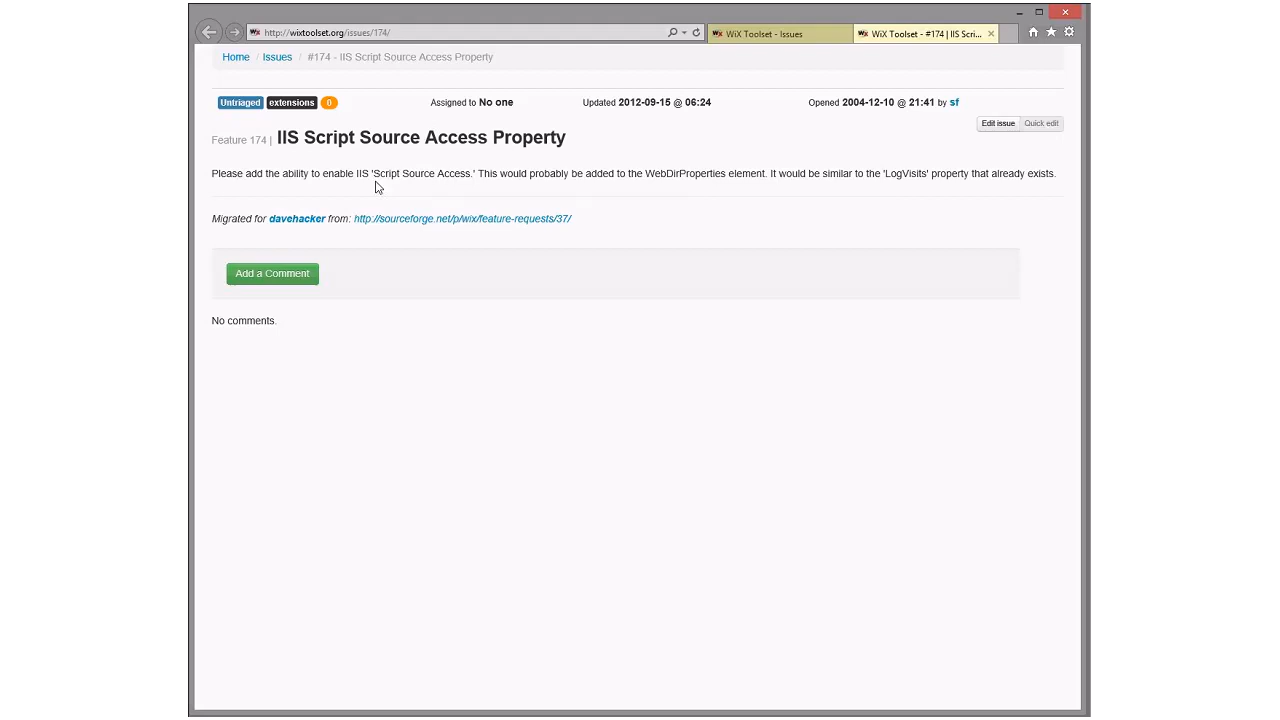 http://wixtoolset.org/issues/174/
WiX Toolset - Issues
WiX Toolset - #174 | IIS Scri...
Home / Issues / #174 - IIS Script Source Access Property
Untriaged extensions 0 Assigned to No one Updated 2012-09-15 @ 06:24 Opened 2004-12-10 @ 21:41 by sf
Edit issue Quick edit
Feature 174 | IIS Script Source Access Property
Please add the ability to enable IIS 'Script Source Access.' This would probably be added to the WebDirProperties element. It would be similar to the 'LogVisits' property that already exists.
Migrated for davehacker from: http://sourceforge.net/p/wix/feature-requests/37/
Add a Comment
No comments.